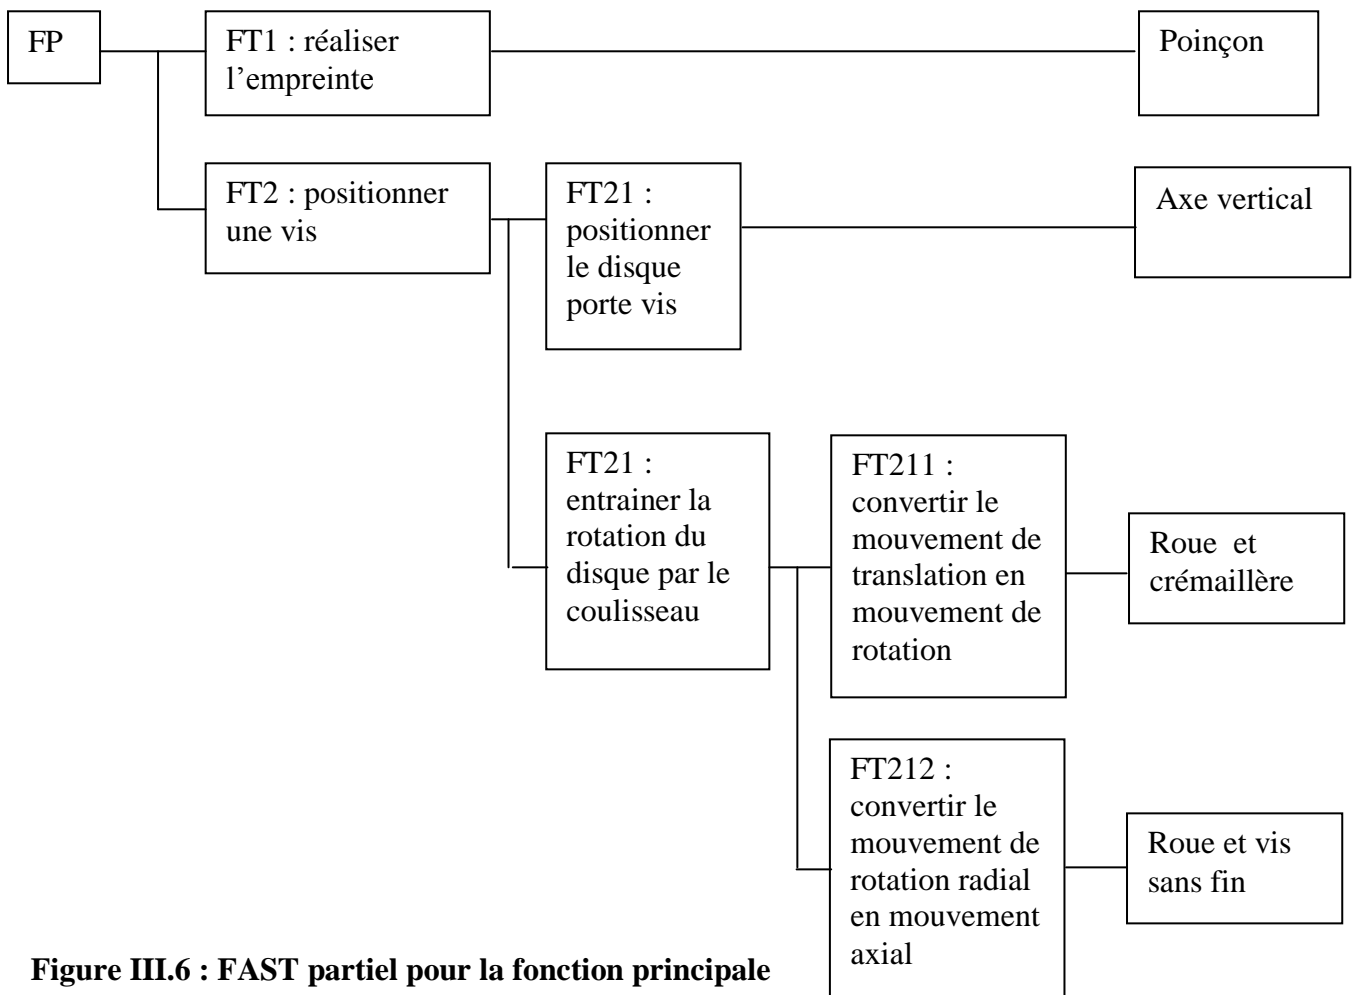 FP
FT1 : réaliser
l’empreinte
Poinçon
FT2 : positionner
une vis
FT21 :
positionner
le disque
porte vis
Axe vertical
FT21 :
entrainer la
rotation du
disque par le
coulisseau
FT211 :
convertir le
mouvement de
translation en
mouvement de
rotation
Roue et
crémaillère
FT212 :
convertir le
mouvement de
rotation radial
en mouvement
axial
Roue et vis
sans fin
Figure III.6 : FAST partiel pour la fonction principale